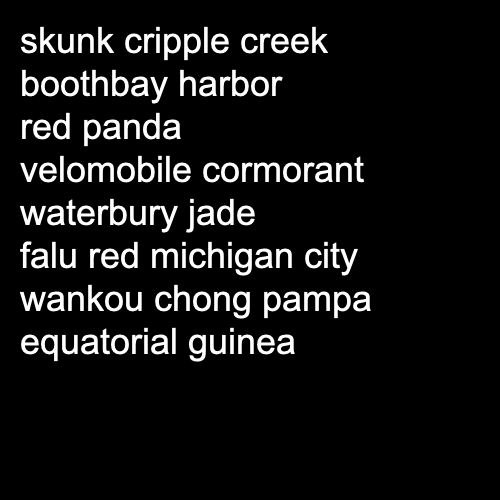 skunk cripple creek
boothbay harbor
red panda
velomobile cormorant
waterbury jade
falu red michigan city
wankou chong pampa
equatorial guinea